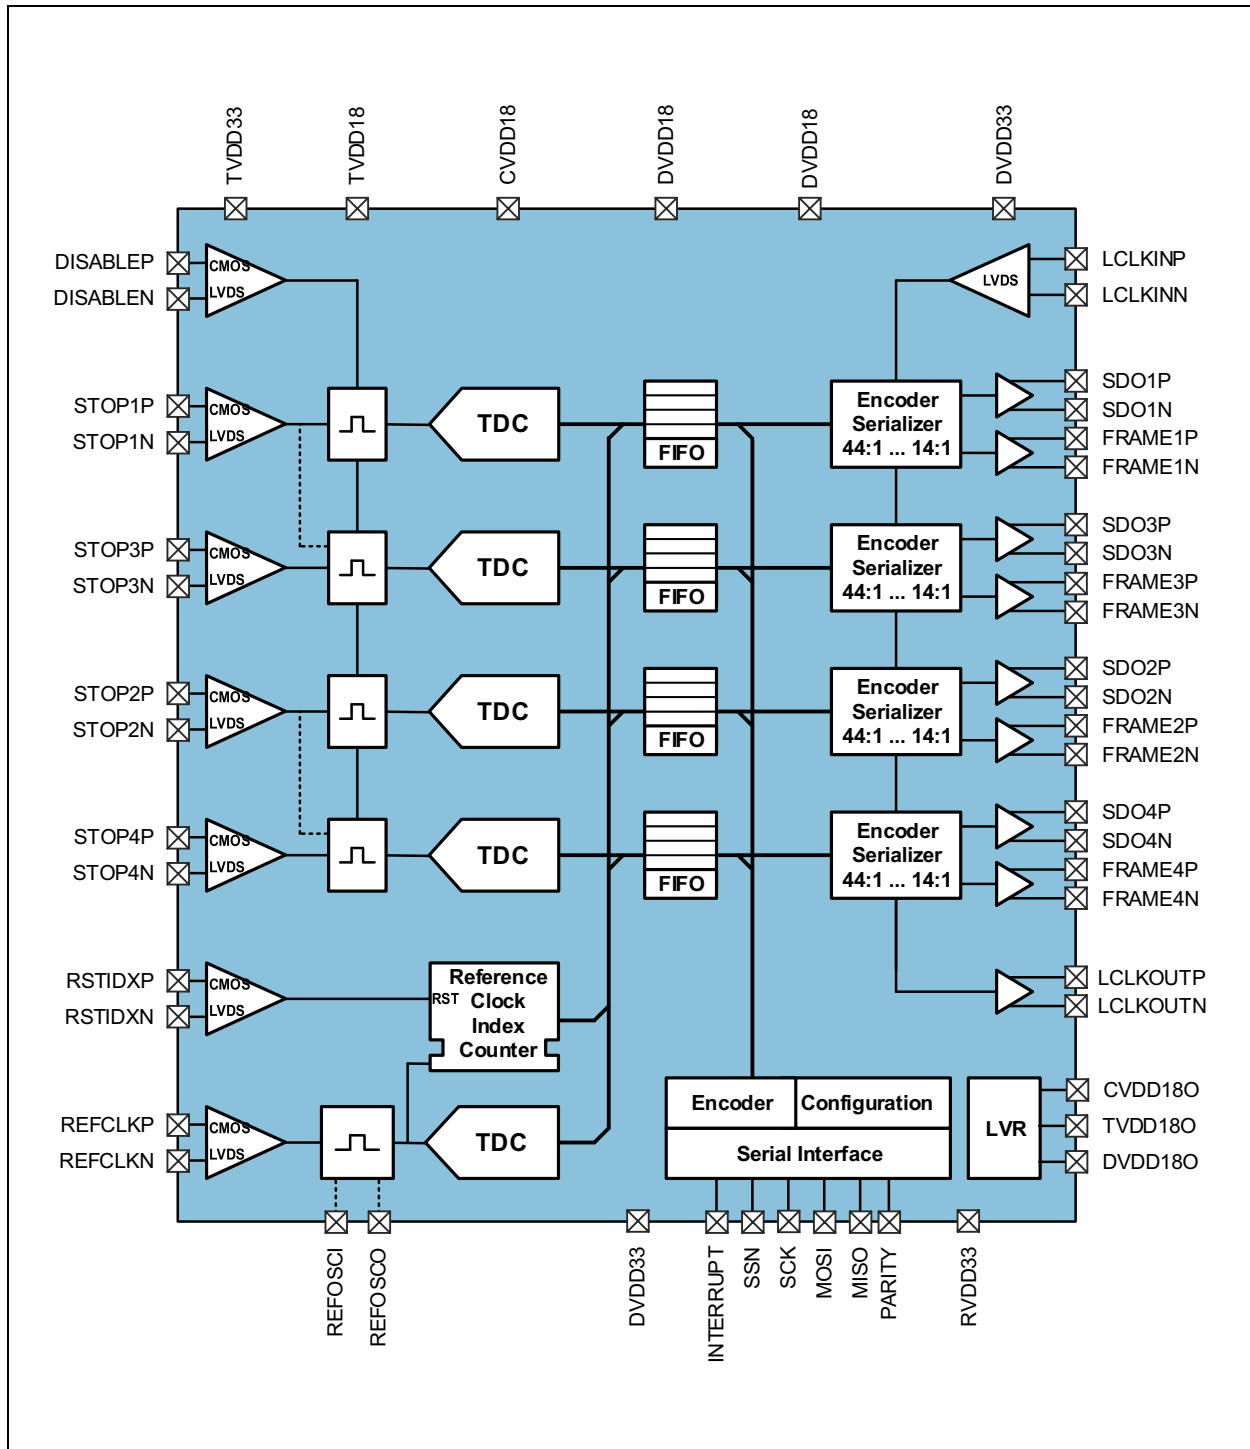 TVDD33
TVDD18
CVDD18
DVDD18
DVDD18
DVDD33
DISABLEP
DISABLEN
CMOS
LVDS
LVDS
LCLKINP
LCLKINN
STOP1P
STOP1N
CMOS
LVDS
TDC
FIFO
Encoder
Serializer
44:1 ... 14:1
SDO1P
SDO1N
FRAME1P
FRAME1N
STOP3P
STOP3N
CMOS
LVDS
TDC
FIFO
Encoder
Serializer
44:1 ... 14:1
SDO3P
SDO3N
FRAME3P
FRAME3N
STOP2P
STOP2N
CMOS
LVDS
TDC
FIFO
Encoder
Serializer
44:1 ... 14:1
SDO2P
SDO2N
FRAME2P
FRAME2N
STOP4P
STOP4N
CMOS
LVDS
TDC
FIFO
Encoder
Serializer
44:1 ... 14:1
SDO4P
SDO4N
FRAME4P
FRAME4N
RSTIDXP
RSTIDXN
CMOS
LVDS
RST
Reference
Clock
Index
Counter
LCLKOUTP
LCLKOUTN
REFCLKP
REFCLKN
CMOS
LVDS
TDC
Encoder
Configuration
Serial Interface
LVR
CVDD18O
TVDD18O
DVDD18O
REFOSCI
REFOSCO
DVDD33
INTERRUPT
SSN
SCK
MOSI
MISO
PARITY
RVDD33